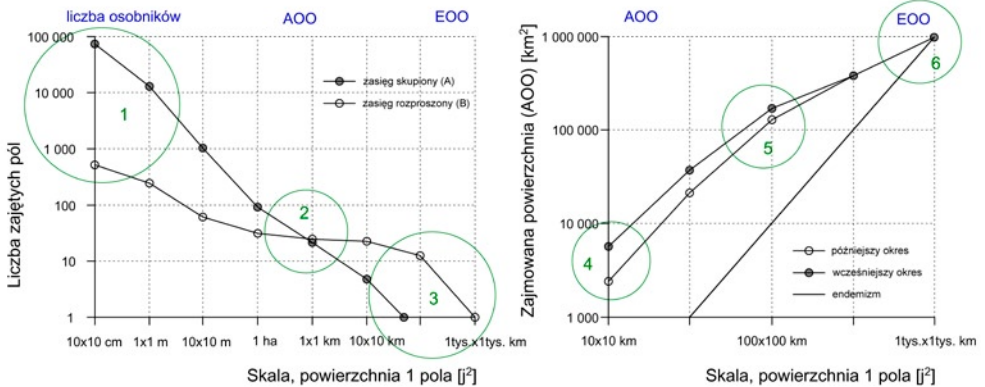 liczba osobników
AOO
EOO
100 000
10 000
1 000
100
10
1
Liczba zajętych pól
zasięg skupiony (A)
zasięg rozproszony (B)
1
2
3
10x10 cm
1x1 m
10x10 m
1 ha
1x1 km
10x10 km
1tys.x1tys. km
Skala, powierzchnia 1 pola [j²]
AOO
EOO
1 000 000
100 000
10 000
1 000
Zajmowana powierzchnia (AOO) [km²]
4
5
6
późniejszy okres
wcześniejszy okres
endemizm
10x10 km
100x100 km
1tys.x1tys. km
Skala, powierzchnia 1 pola [j²]